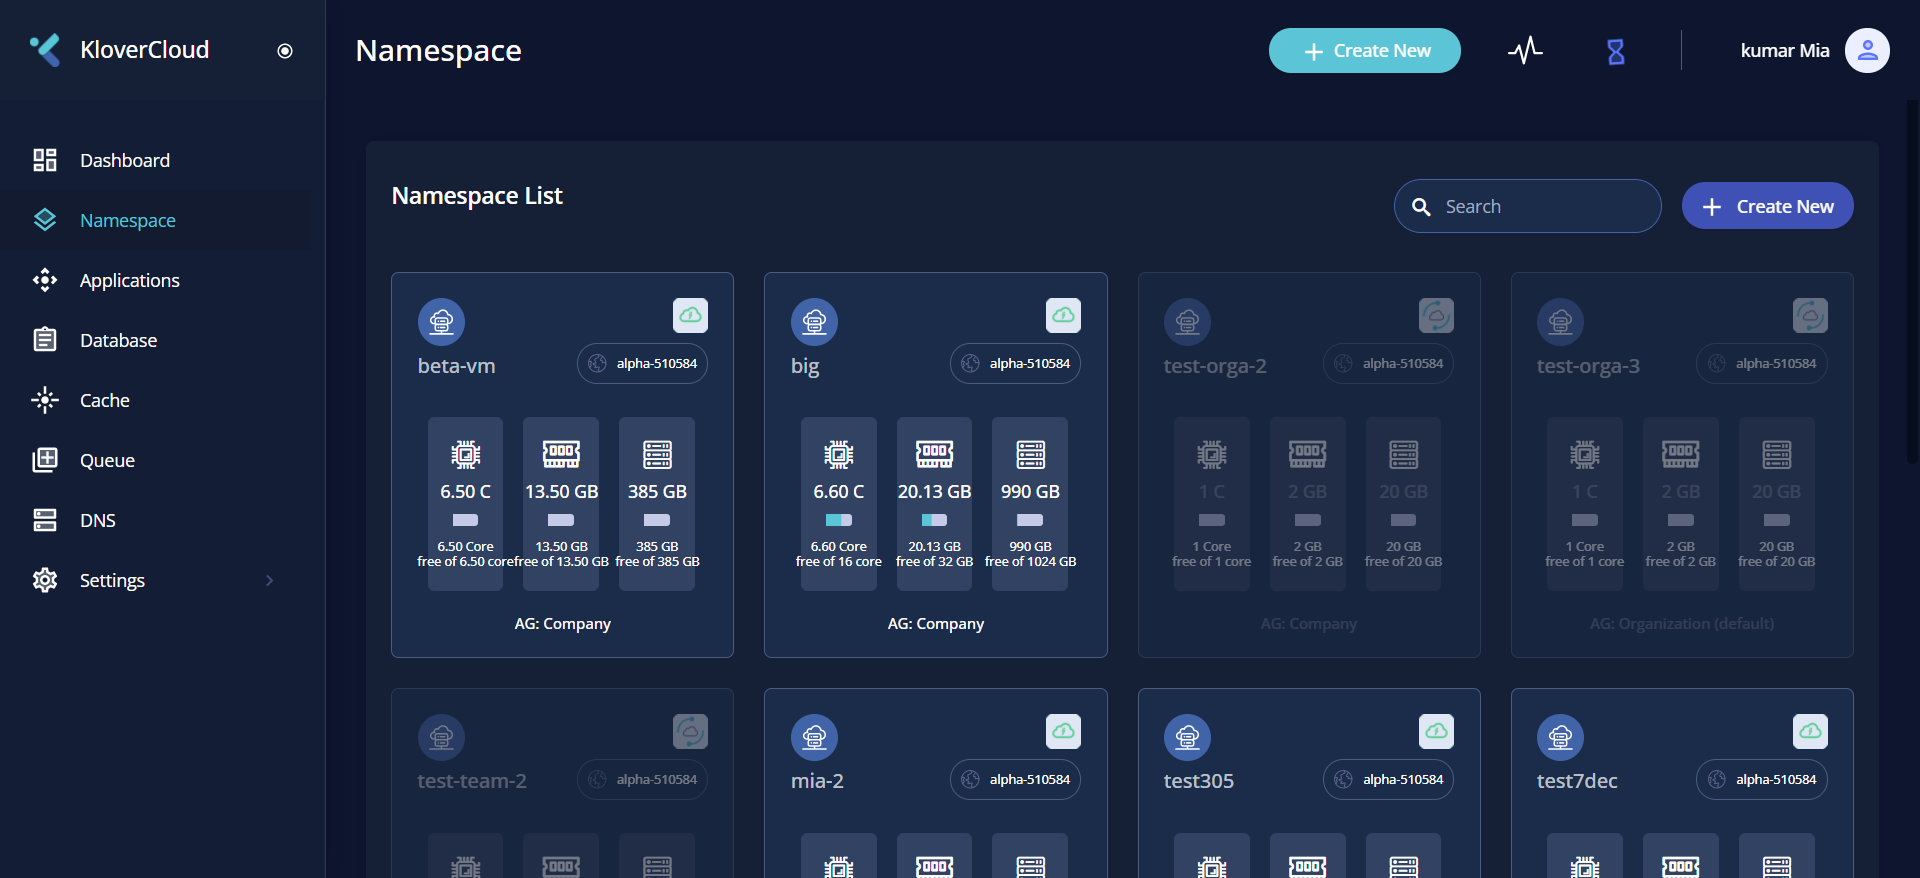 KloverCloud
Namespace
Create New
kumar Mia
Dashboard
Namespace
Applications
Database
Cache
Queue
DNS
Settings
Namespace List
Search
Create New
beta-vm
alpha-510584
6.50 C
13.50 GB
385 GB
6.50 Core
free of 6.50 core
13.50 GB
free of 13.50 GB
385 GB
free of 385 GB
AG: Company
big
alpha-510584
6.60 C
20.13 GB
990 GB
6.60 Core
free of 16 core
20.13 GB
free of 32 GB
990 GB
free of 1024 GB
AG: Company
test-orga-2
alpha-510584
1 C
2 GB
20 GB
1 Core
free of 1 core
2 GB
free of 2 GB
20 GB
free of 20 GB
AG: Company
test-orga-3
alpha-510584
1 C
2 GB
20 GB
1 Core
free of 1 core
2 GB
free of 2 GB
20 GB
free of 20 GB
AG: Organization (default)
test-team-2
alpha-510584
mia-2
alpha-510584
test305
alpha-510584
test7dec
alpha-510584